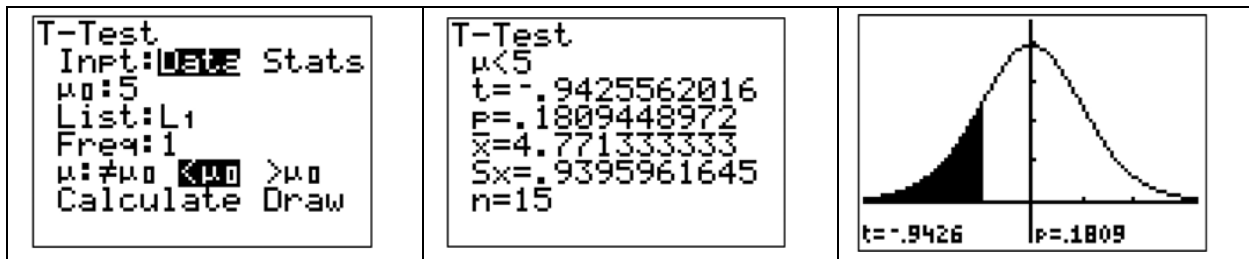 T-Test
Inpt:Data Stats
μ0:5
List:L1
Freq:1
μ:≠μ0 <μ0 >μ0
Calculate Draw
T-Test
μ<5
t=-.9425562016
p=.1809448972
x̄=4.771333333
Sx=.9395961645
n=15
t=-.9426 p=.1809